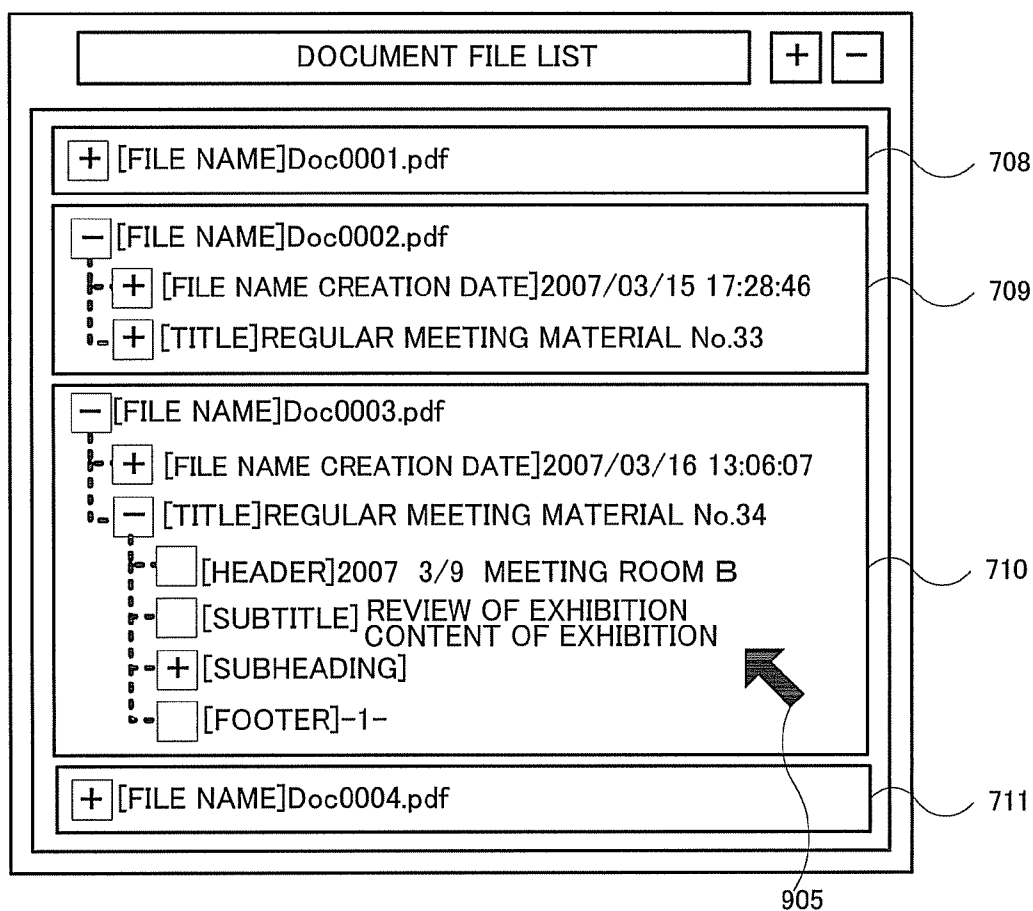 DOCUMENT FILE LIST + −
+ [FILE NAME]Doc0001.pdf
708
− [FILE NAME]Doc0002.pdf
+ [FILE NAME CREATION DATE]2007/03/15 17:28:46
709
+ [TITLE]REGULAR MEETING MATERIAL No.33
− [FILE NAME]Doc0003.pdf
+ [FILE NAME CREATION DATE]2007/03/16 13:06:07
− [TITLE]REGULAR MEETING MATERIAL No.34
[HEADER]2007 3/9 MEETING ROOM B
710
[SUBTITLE] REVIEW OF EXHIBITION
CONTENT OF EXHIBITION
+ [SUBHEADING]
[FOOTER]-1-
+ [FILE NAME]Doc0004.pdf
711
905